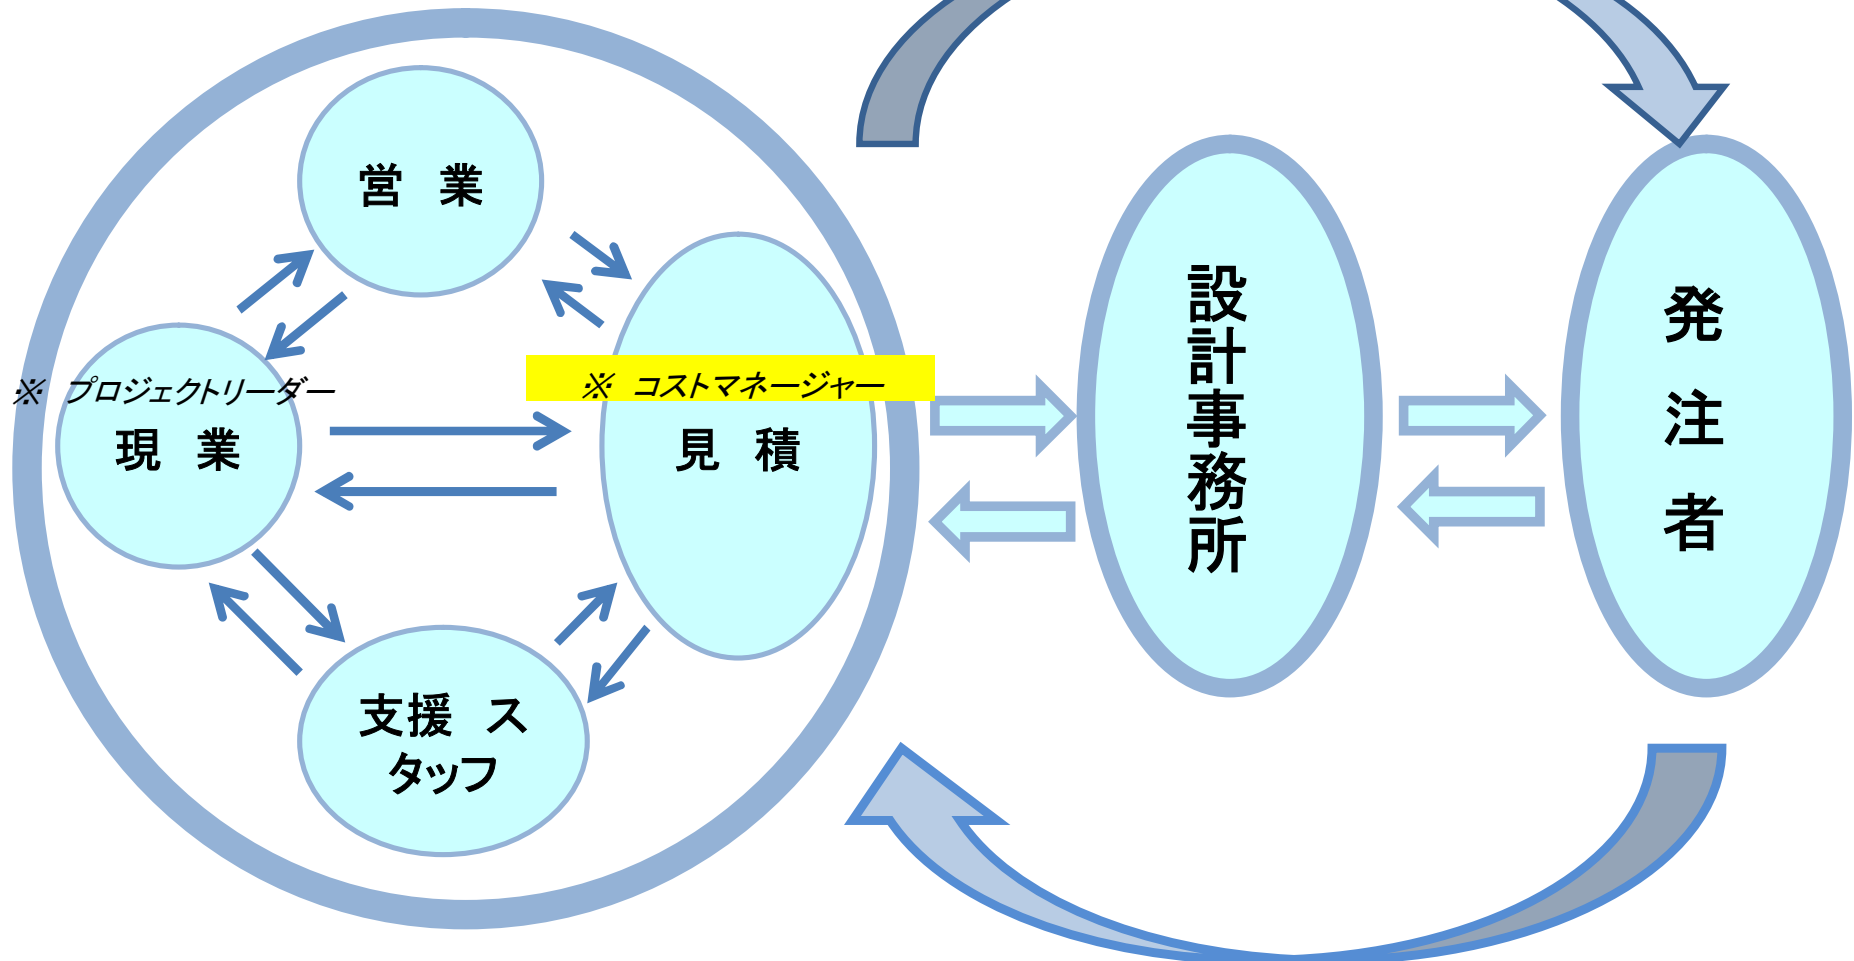 営　業
※　プロジェクトリーダー
現　業
※　コストマネージャー
見　積
支援　ス
タッフ
設計事務所
発注者